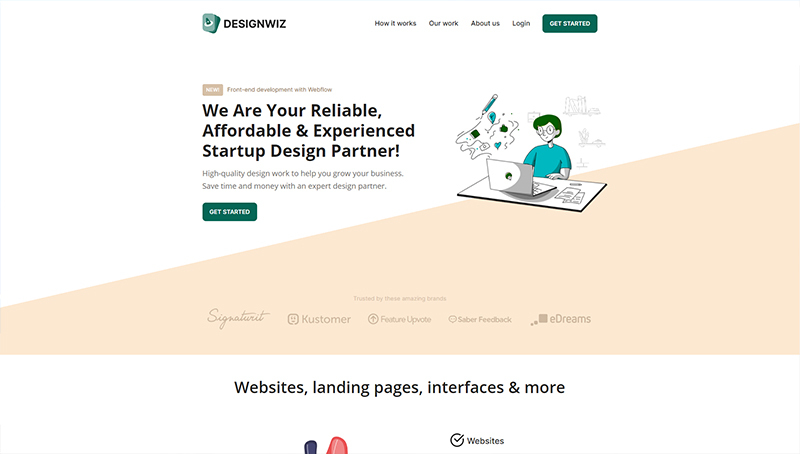 DESIGNWIZ
How it works
Our work
About us
Login
GET STARTED
NEW!
Front-end development with Webflow
We Are Your Reliable,
Affordable & Experienced
Startup Design Partner!
High-quality design work to help you grow your business.
Save time and money with an expert design partner.
GET STARTED
Trusted by these amazing brands
Signaturit
Kustomer
Feature Upvote
Saber Feedback
eDreams
Websites, landing pages, interfaces & more
Websites